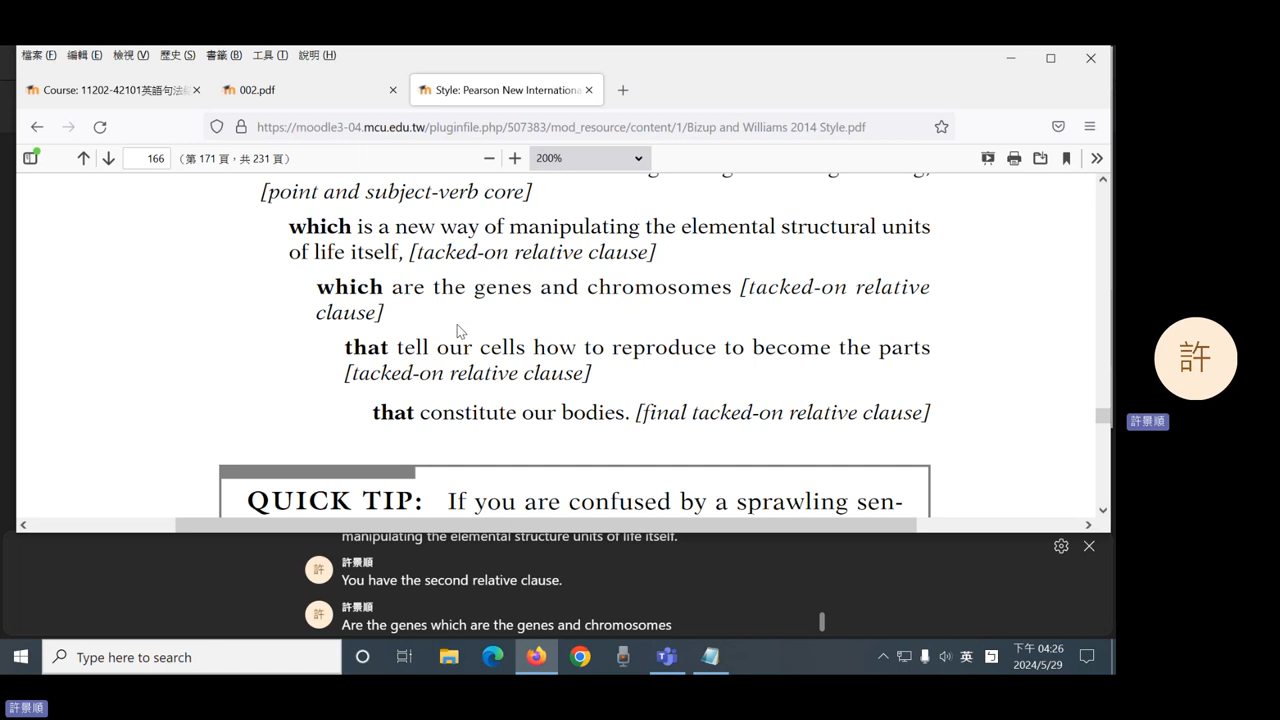 檔案 (F) 編輯 (E) 檢視 (V) 歷史 (S) 書籤 (B) 工具 (T) 說明 (H)
Course: 11202-42101英語句法
002.pdf
Style: Pearson New Internationa
https://moodle3-04.mcu.edu.tw/pluginfile.php/507383/mod_resource/content/1/Bizup and Williams 2014 Style.pdf
166 (第 171 頁，共 231 頁) 200%
[point and subject-verb core]
which is a new way of manipulating the elemental structural units
of life itself, [tacked-on relative clause]
which are the genes and chromosomes [tacked-on relative
clause]
that tell our cells how to reproduce to become the parts
[tacked-on relative clause]
that constitute our bodies. [final tacked-on relative clause]
QUICK TIP: If you are confused by a sprawling sen-
manipulating the elemental structure units of life itself.
許 許景順
You have the second relative clause.
許 許景順
Are the genes which are the genes and chromosomes
許
許景順
Type here to search
英
下午 04:26
2024/5/29
許景順